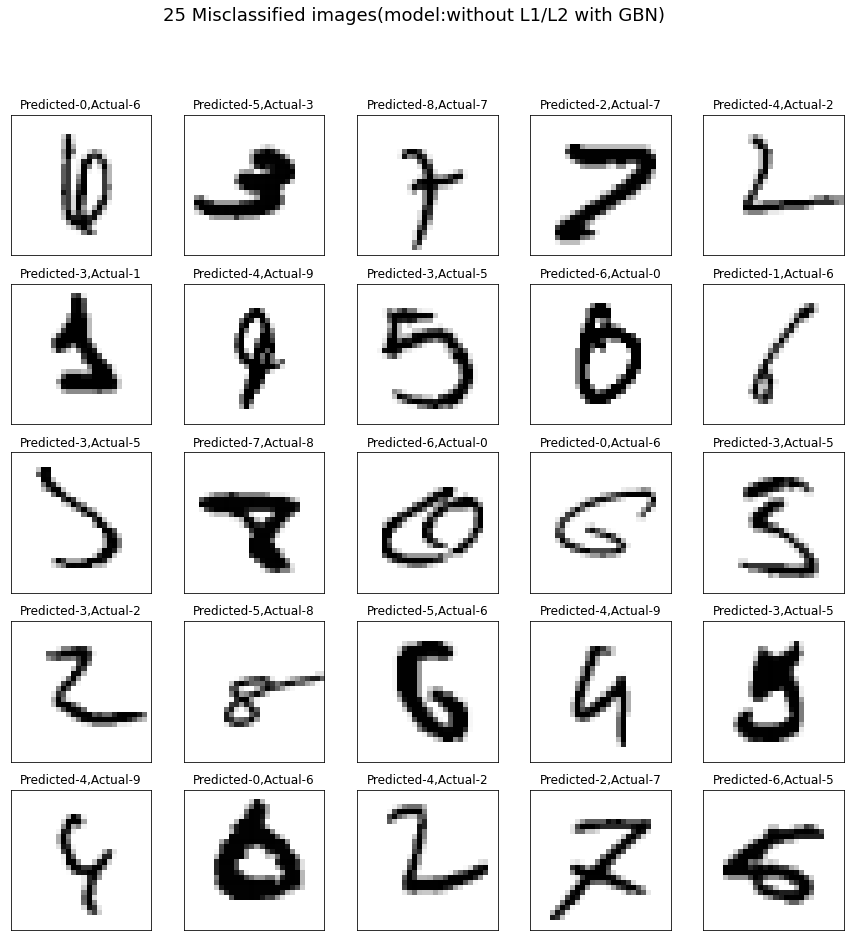 25 Misclassified images(model:without L1/L2 with GBN)
Predicted-0,Actual-6 Predicted-5,Actual-3 Predicted-8,Actual-7 Predicted-2,Actual-7 Predicted-4,Actual-2
Predicted-3,Actual-1 Predicted-4,Actual-9 Predicted-3,Actual-5 Predicted-6,Actual-0 Predicted-1,Actual-6
Predicted-3,Actual-5 Predicted-7,Actual-8 Predicted-6,Actual-0 Predicted-0,Actual-6 Predicted-3,Actual-5
Predicted-3,Actual-2 Predicted-5,Actual-8 Predicted-5,Actual-6 Predicted-4,Actual-9 Predicted-3,Actual-5
Predicted-4,Actual-9 Predicted-0,Actual-6 Predicted-4,Actual-2 Predicted-2,Actual-7 Predicted-6,Actual-5